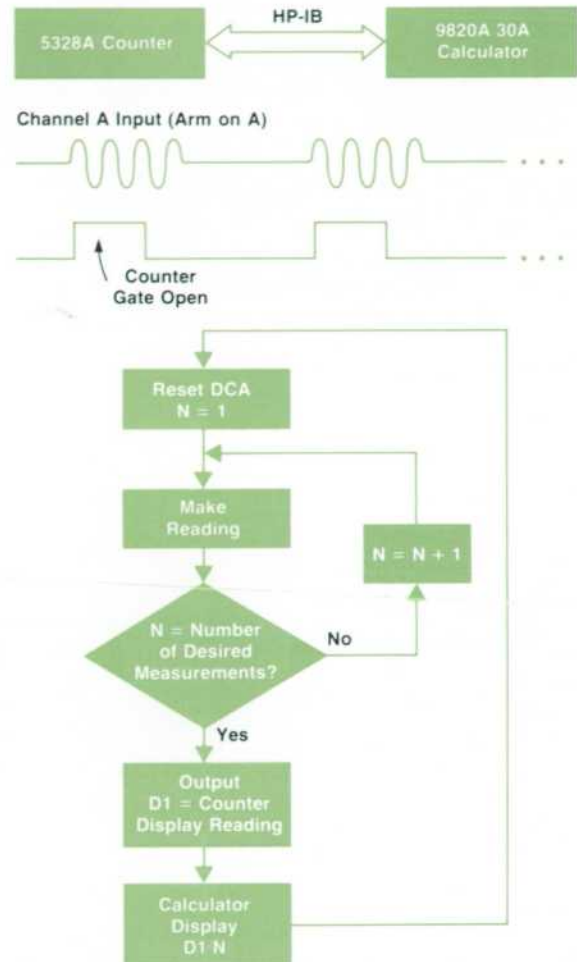 HP-IB
5328A Counter
9820A 30A
Calculator
Channel A Input (Arm on A)
Counter
Gate Open
Reset DCA
N = 1
Make
Reading
N = N + 1
N = Number
of Desired
Measurements?
No
Yes
Output
D1 = Counter
Display Reading
Calculator
Display
D1 N